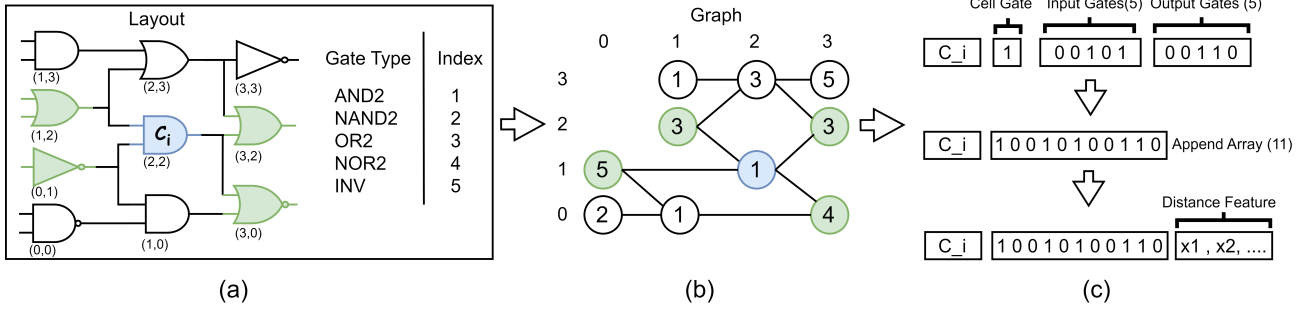 Layout
(1,3)
(2,3)
(3,3)
(1,2)
C_i
(2,2)
(3,2)
(0,1)
(0,0)
(1,0)
(3,0)
Gate Type Index
AND2 1
NAND2 2
OR2 3
NOR2 4
INV 5
(a)
Graph
0 1 2 3
3 1 3 5
2 3 3
1 5 1
0 2 1 4
(b)
Cell Gate Input Gates(5) Output Gates (5)
C_i 1 0 0 1 0 1 0 0 1 1 0
C_i 1 0 0 1 0 1 0 0 1 1 0 Append Array (11)
Distance Feature
C_i 1 0 0 1 0 1 0 0 1 1 0 x1 , x2, ....
(c)